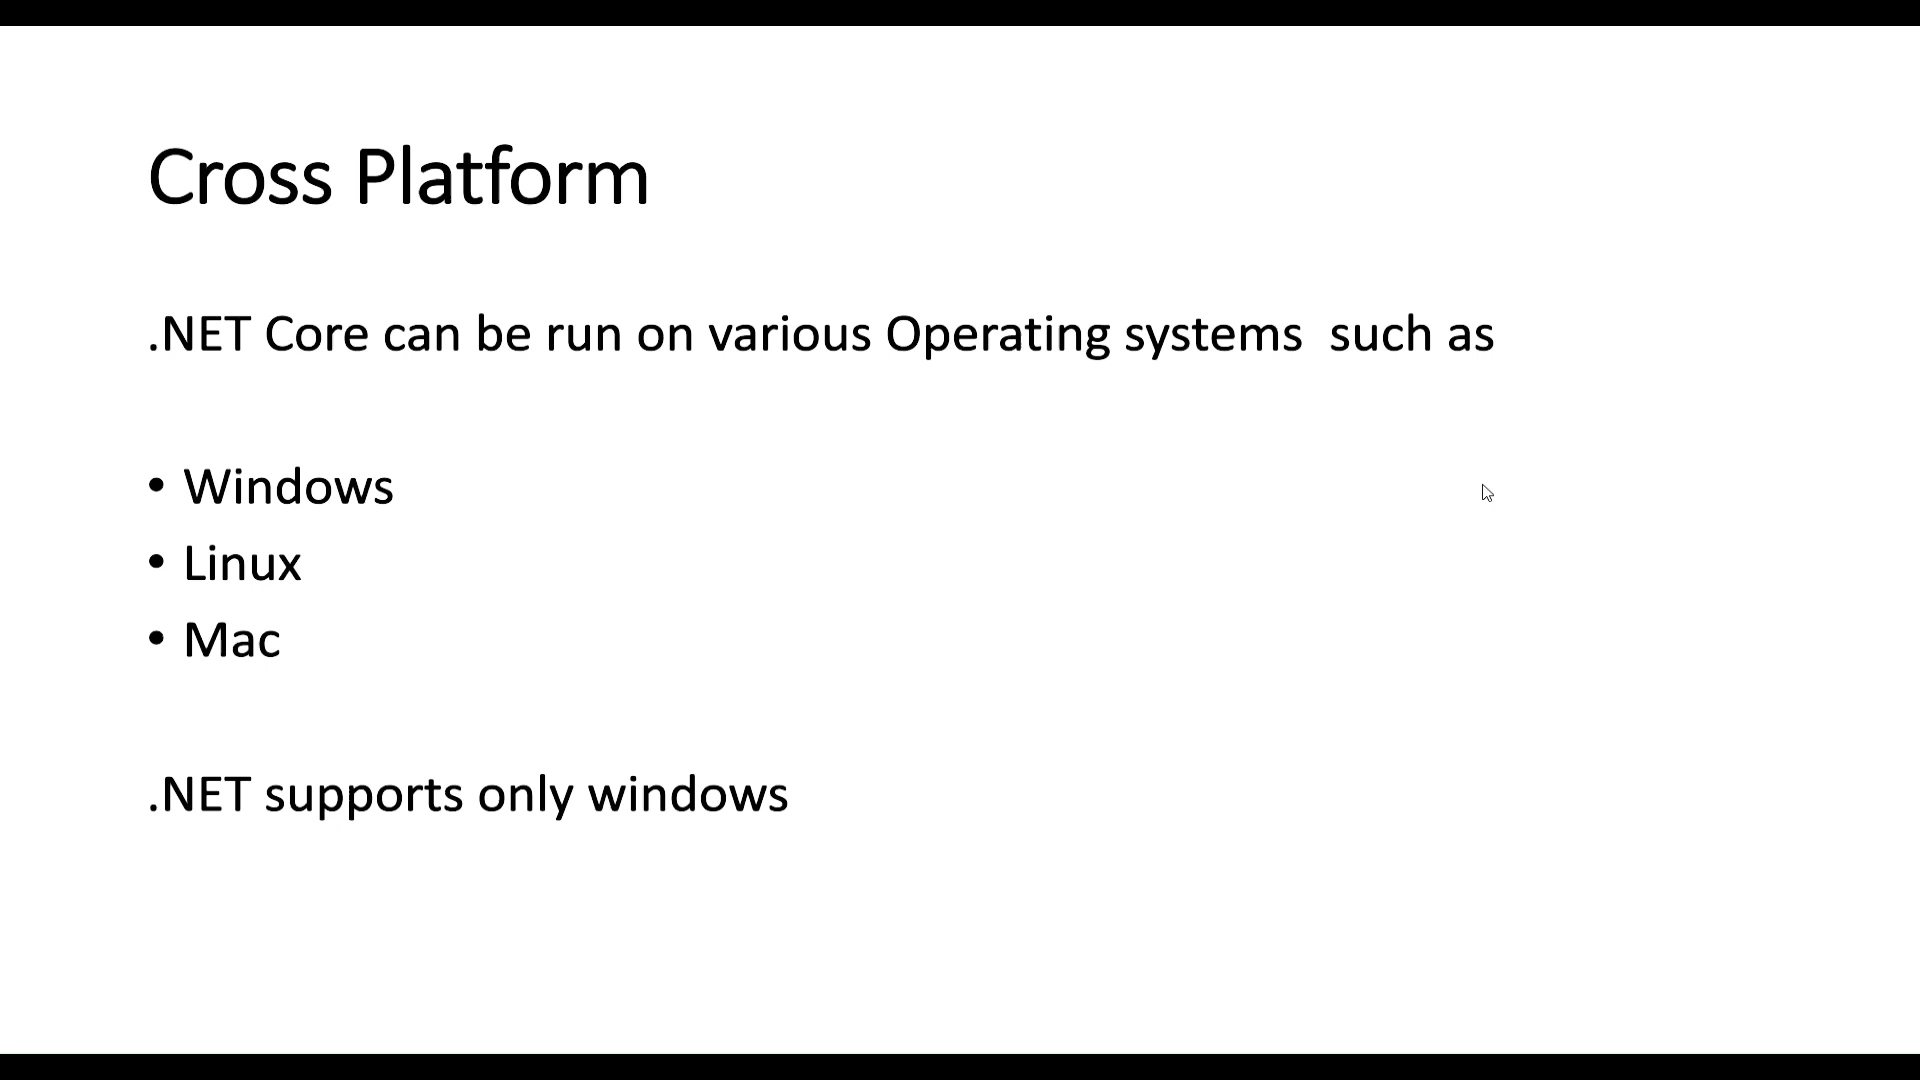 Cross Platform
.NET Core can be run on various Operating systems  such as
• Windows
• Linux
• Mac
.NET supports only windows